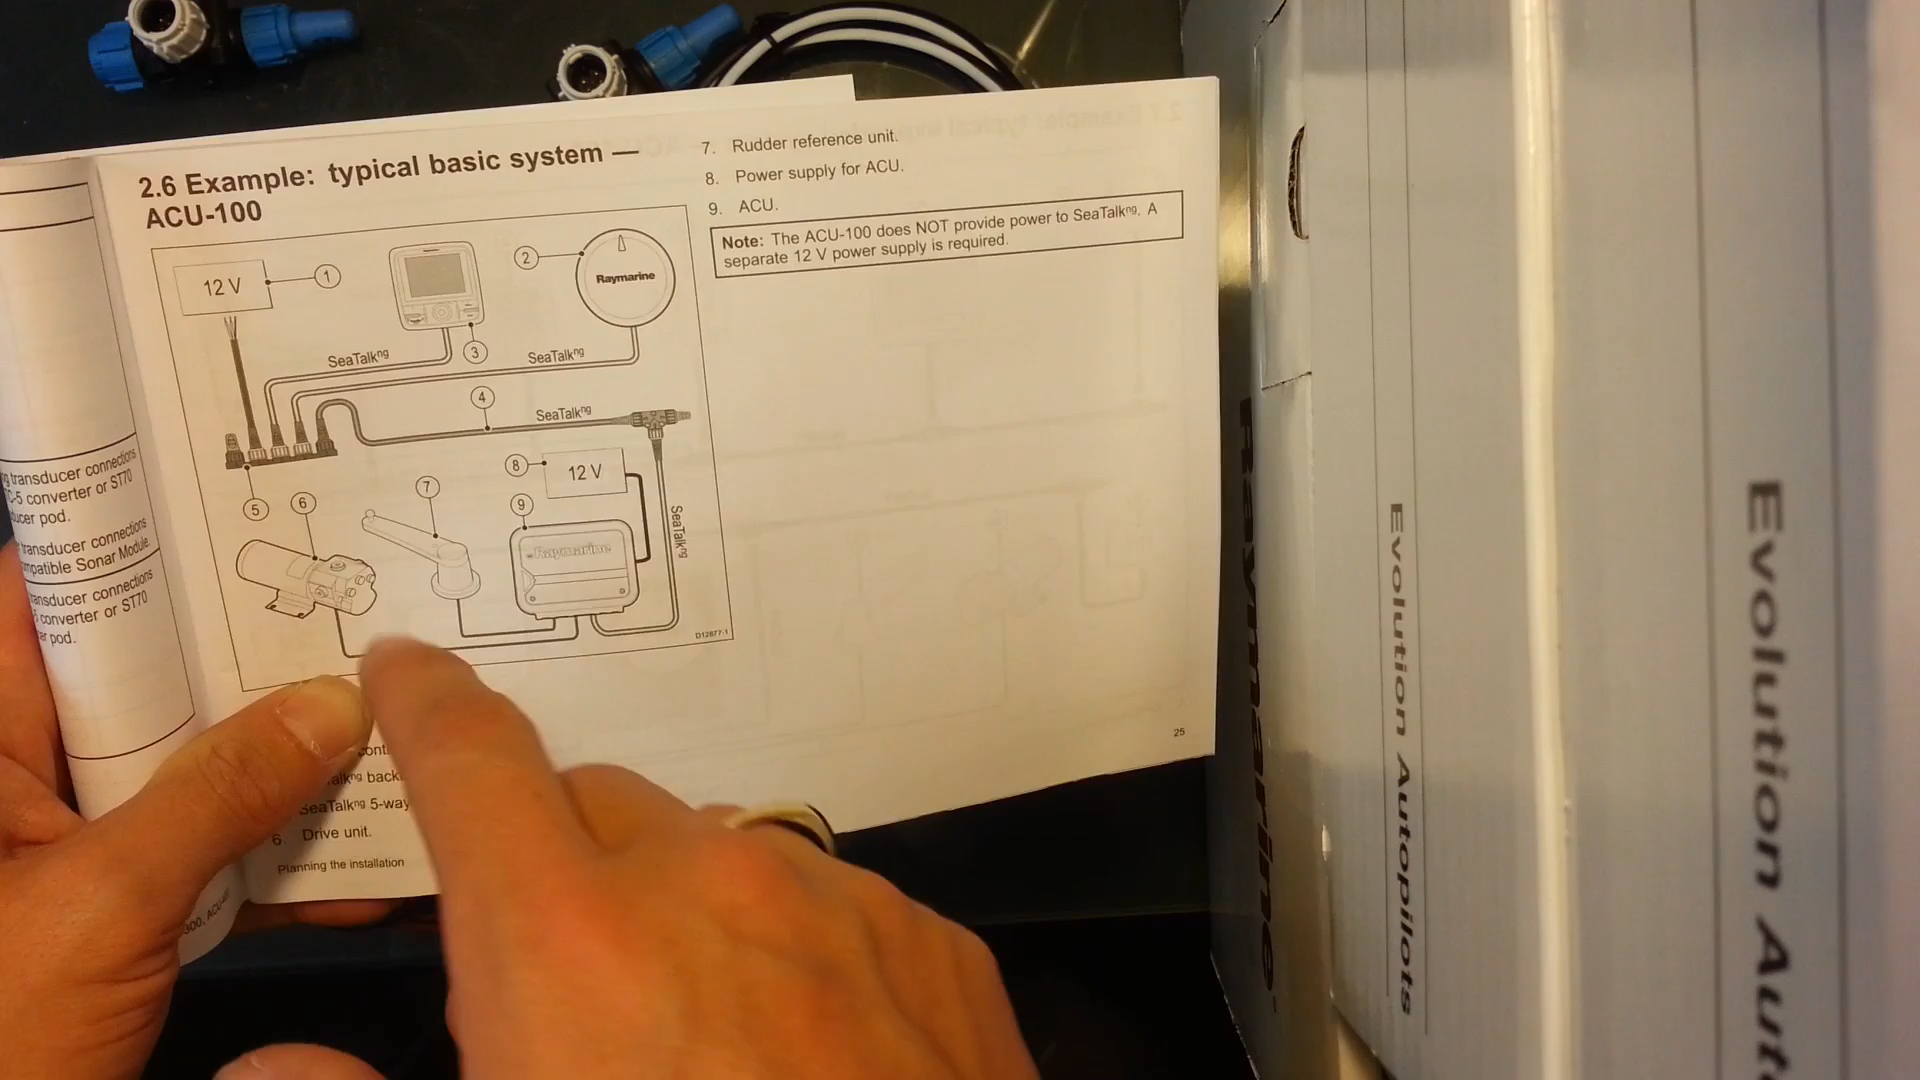 2.6 Example: typical basic system —
ACU-100
12 V
1
2
Raymarine
3
SeaTalkng
SeaTalkng
4
SeaTalkng
8
12 V
5
6
7
9
Raymarine
SeaTalkng
D12877-1
SeaTalkng 5-way
6. Drive unit.
Planning the installation
7. Rudder reference unit.
8. Power supply for ACU.
9. ACU.
Note: The ACU-100 does NOT provide power to SeaTalkng. A
separate 12 V power supply is required.
25
transducer connections
converter or ST70
pod.
transducer connections
Sonar Module.
connections
converter or ST70
pod.
Raymarine
Evolution Autopilots
Evolution